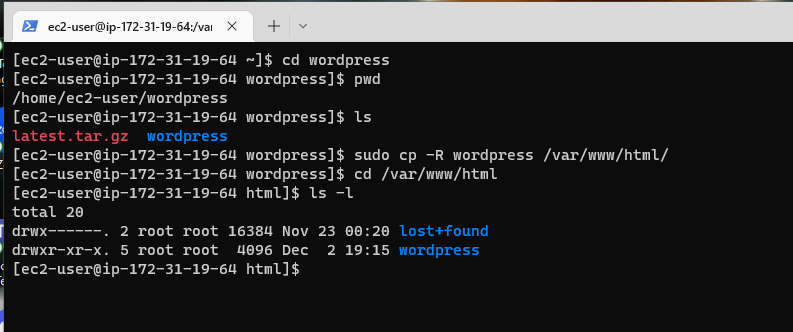 ec2-user@ip-172-31-19-64:/va
[ec2-user@ip-172-31-19-64 ~]$ cd wordpress
[ec2-user@ip-172-31-19-64 wordpress]$ pwd
/home/ec2-user/wordpress
[ec2-user@ip-172-31-19-64 wordpress]$ ls
latest.tar.gz  wordpress
[ec2-user@ip-172-31-19-64 wordpress]$ sudo cp -R wordpress /var/www/html/
[ec2-user@ip-172-31-19-64 wordpress]$ cd /var/www/html
[ec2-user@ip-172-31-19-64 html]$ ls -l
total 20
drwx------. 2 root root 16384 Nov 23 00:20 lost+found
drwxr-xr-x. 5 root root  4096 Dec  2 19:15 wordpress
[ec2-user@ip-172-31-19-64 html]$